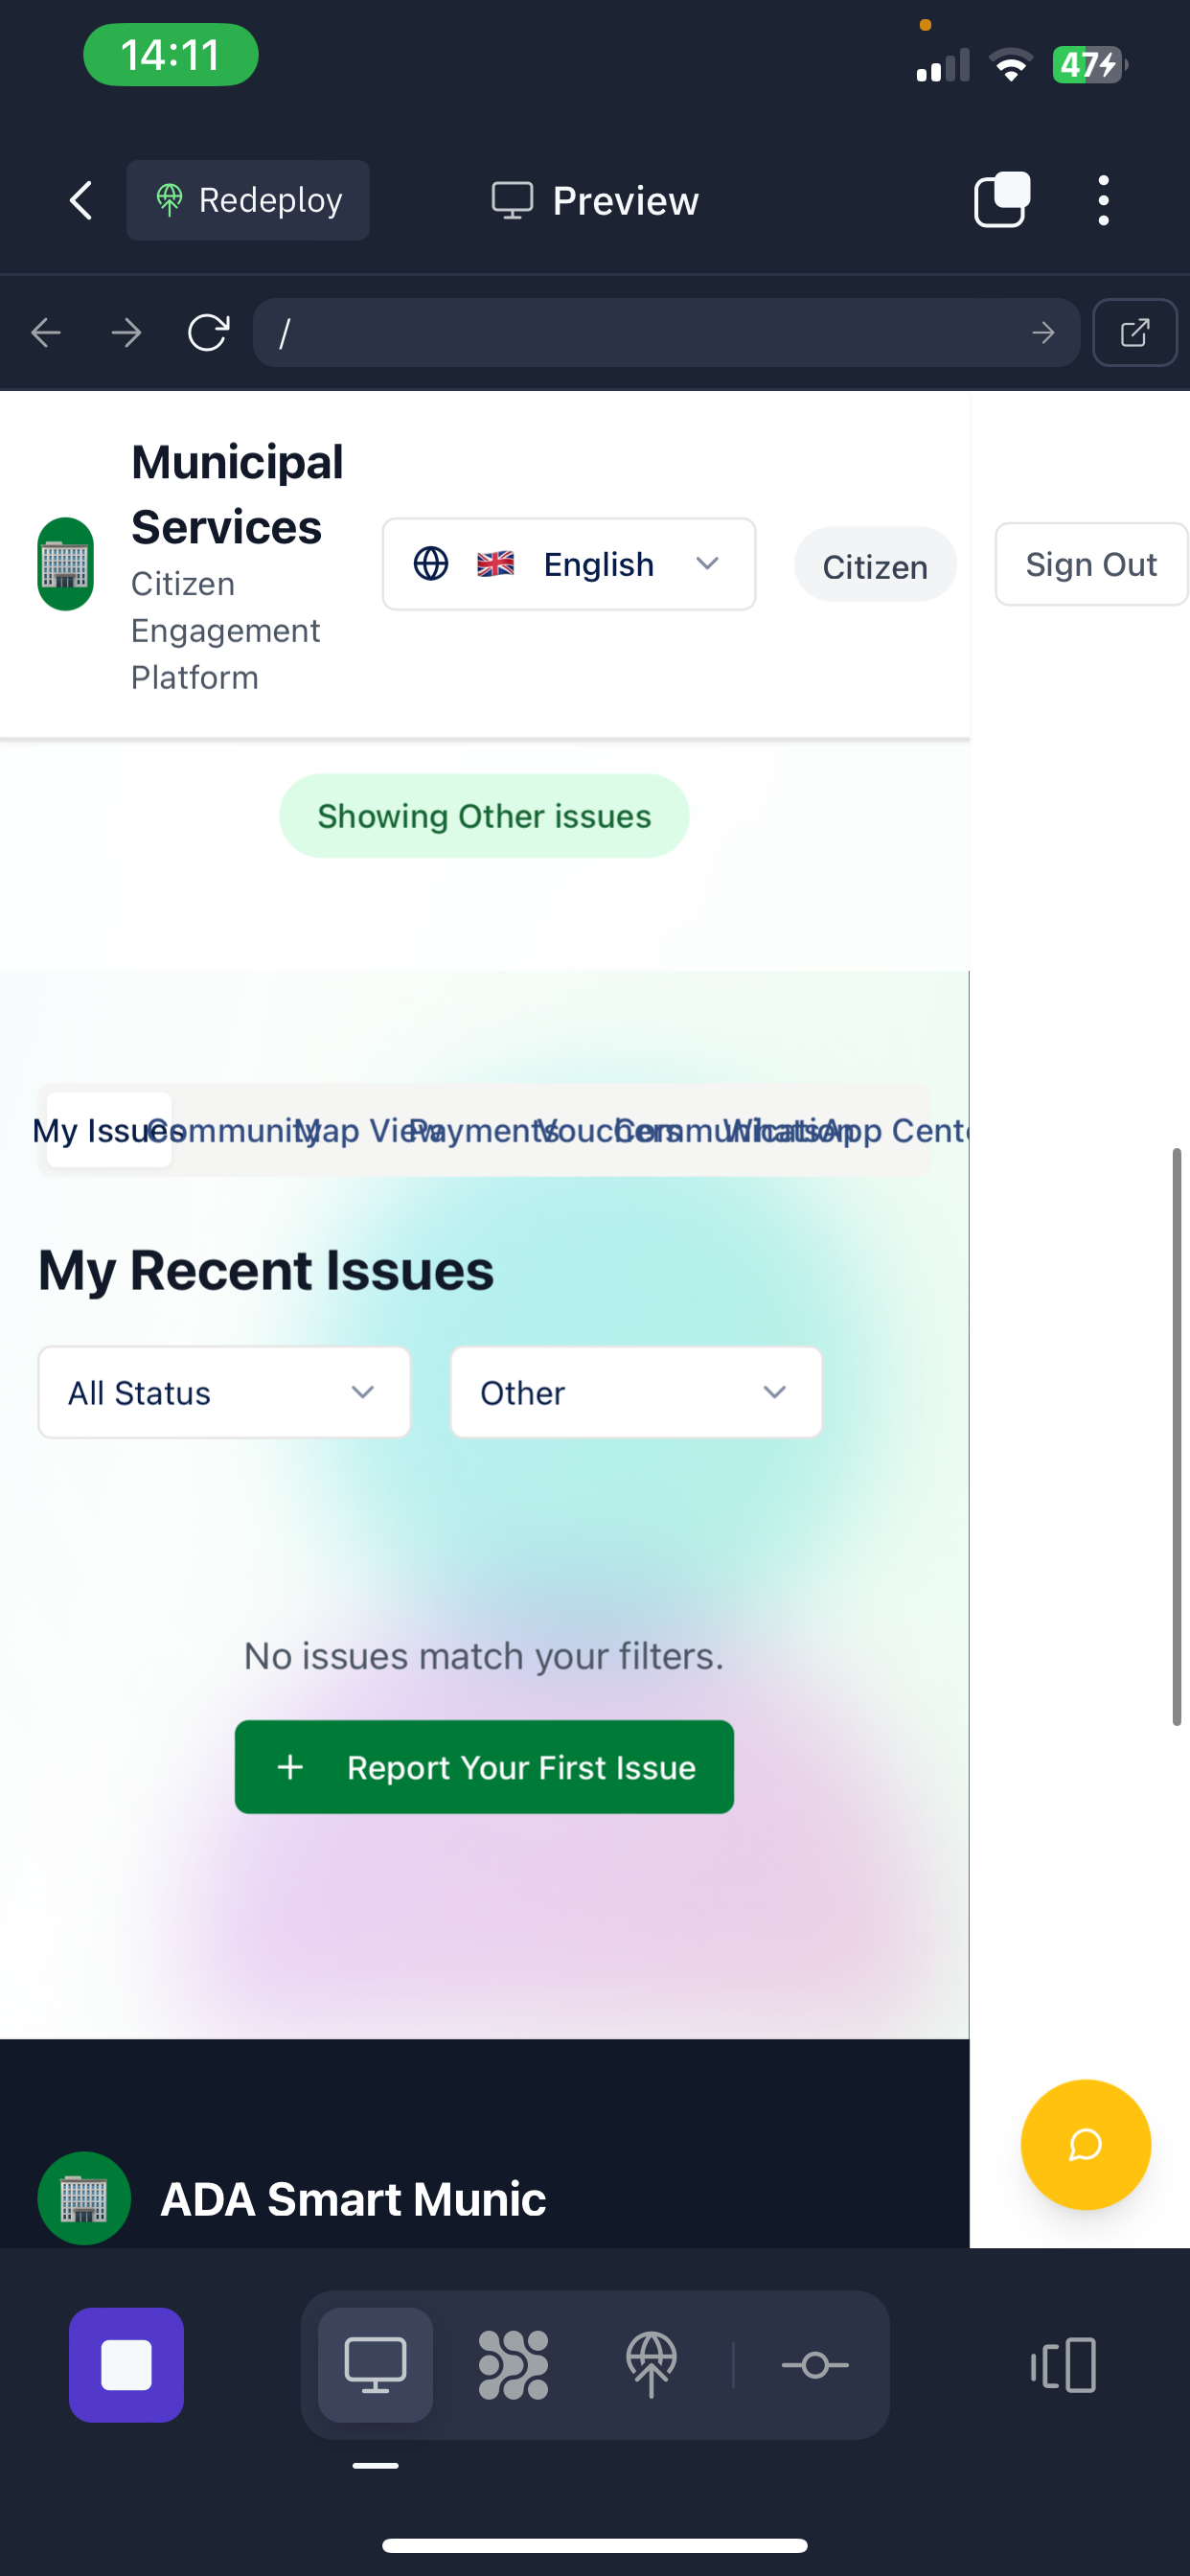 14:11
47
Redeploy
Preview
/
Municipal
Services
Citizen
Engagement
Platform
English
Citizen
Sign Out
Showing Other issues
My Issues Community Map View Payments Vouchers Communication WhatsApp Cente
My Recent Issues
All Status
Other
No issues match your filters.
+ Report Your First Issue
ADA Smart Munic